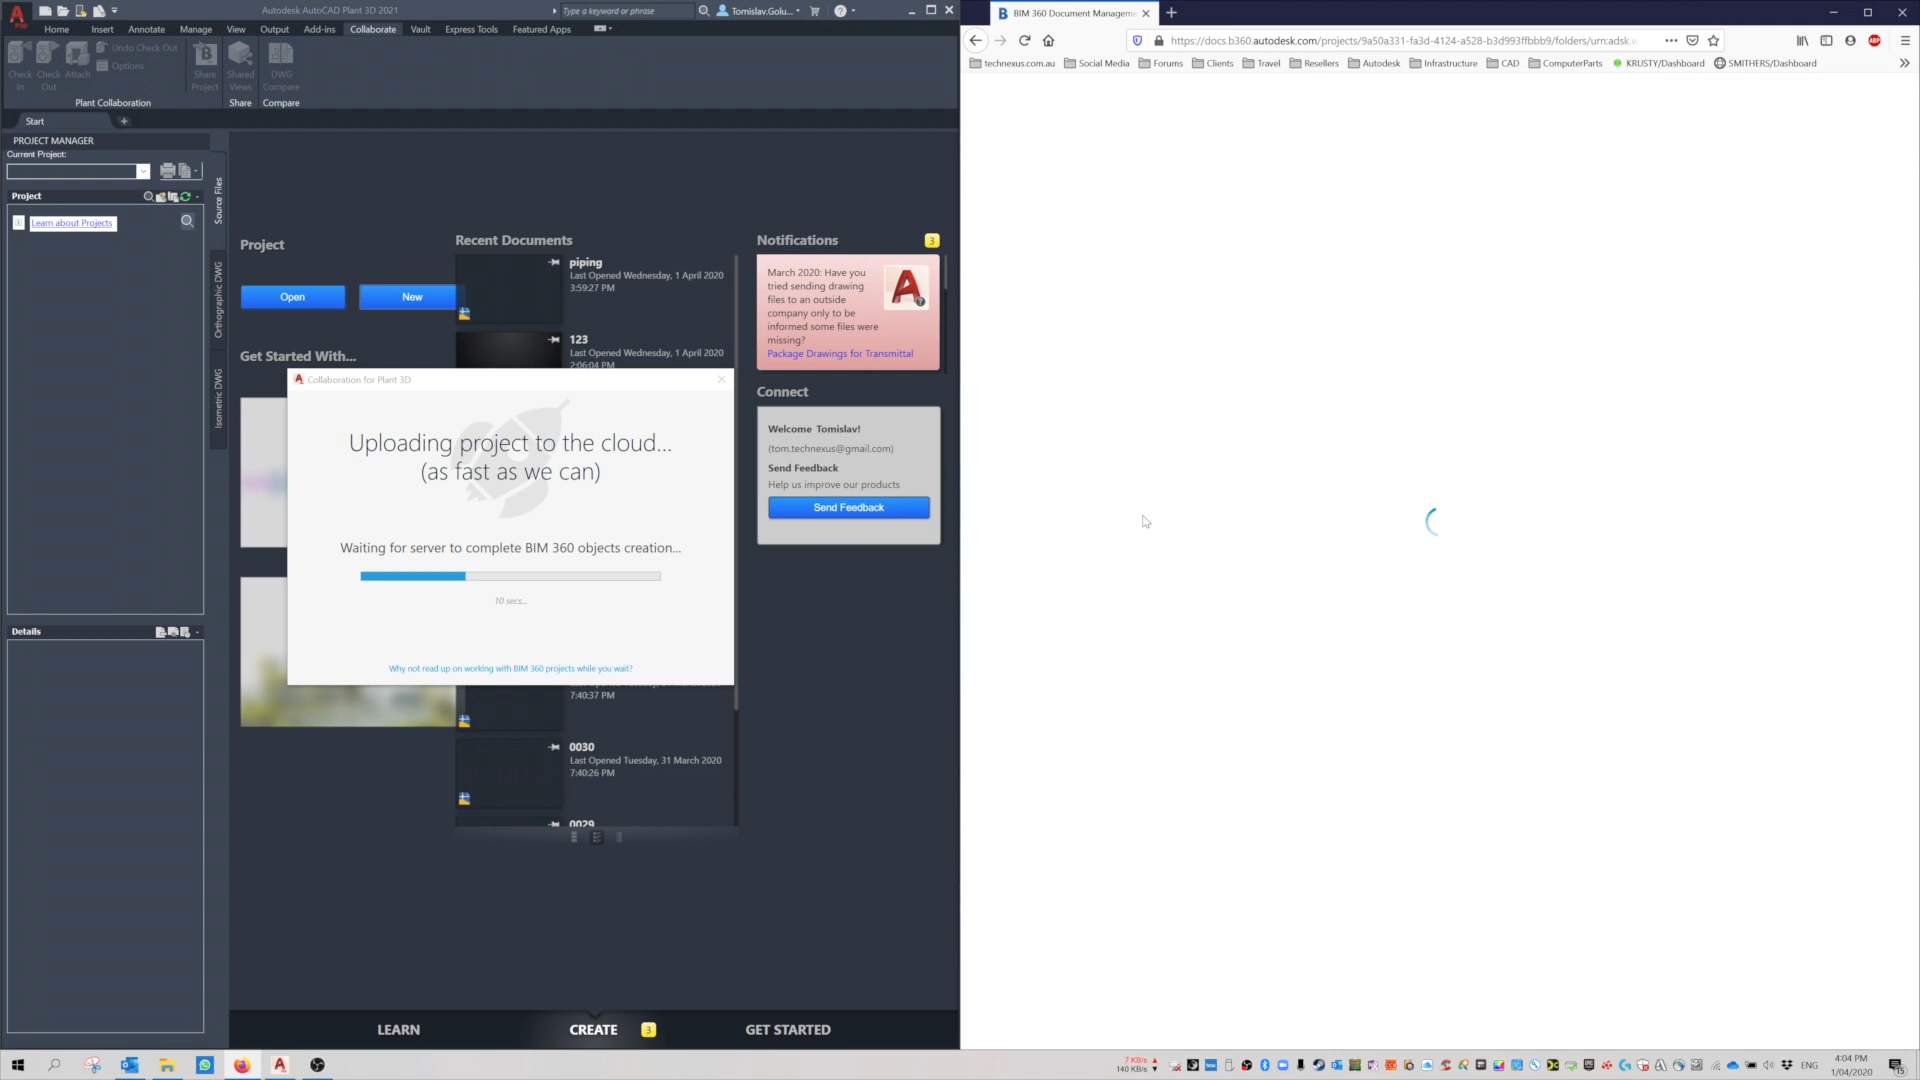 Autodesk AutoCAD Plant 3D 2021
Type a keyword or phrase
Tomislav.Golu...
Home
Insert
Annotate
Manage
View
Output
Add-ins
Collaborate
Vault
Express Tools
Featured Apps
Check In
Check Out
Attach
Undo Check Out
Options
Share Project
Shared Views
DWG Compare
Plant Collaboration
Share
Compare
Start
PROJECT MANAGER
Current Project:
Project
Learn about Projects
Source Files
Orthographic DWG
Isometric DWG
Details
Project
Open
New
Get Started With...
Recent Documents
piping
Last Opened Wednesday, 1 April 2020
3:59:27 PM
123
Last Opened Wednesday, 1 April 2020
2:06:04 PM
Notifications
3
March 2020: Have you
tried sending drawing
files to an outside
company only to be
informed some files were
missing?
Package Drawings for Transmittal
Connect
Welcome Tomislav!
(tom.technexus@gmail.com)
Send Feedback
Help us improve our products
Send Feedback
Collaboration for Plant 3D
Uploading project to the cloud...
(as fast as we can)
Waiting for server to complete BIM 360 objects creation...
10 secs...
Why not read up on working with BIM 360 projects while you wait?
7:40:37 PM
0030
Last Opened Tuesday, 31 March 2020
7:40:26 PM
0029
LEARN
CREATE
3
GET STARTED
BIM 360 Document Manageme
https://docs.b360.autodesk.com/projects/9a50a331-fa3d-4124-a528-b3d993ffbbb9/folders/urn:adsk.w
technexus.com.au
Social Media
Forums
Clients
Travel
Resellers
Autodesk
Infrastructure
CAD
ComputerParts
KRUSTY/Dashboard
SMITHERS/Dashboard
7 KB/s
140 KB/s
ENG
4:04 PM
1/04/2020
15